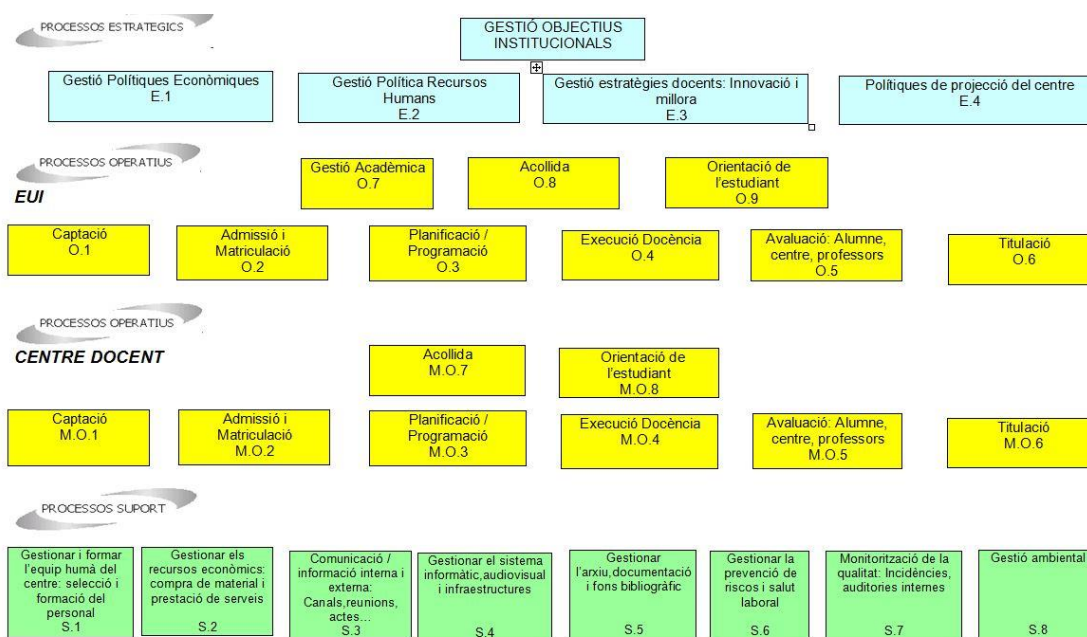 PROCESSOS ESTRATEGICS
GESTIÓ OBJECTIUS
INSTITUCIONALS
Gestió Polítiques Econòmiques
E.1
Gestió Política Recursos
Humans
E.2
Gestió estratègies docents: Innovació i
millora
E.3
Polítiques de projecció del centre
E.4
PROCESSOS OPERATIUS
EUI
Gestió Acadèmica
O.7
Acollida
O.8
Orientació de
l'estudiant
O.9
Captació
O.1
Admissió i
Matriculació
O.2
Planificació /
Programació
O.3
Execució Docència
O.4
Avaluació: Alumne,
centre, professors
O.5
Titulació
O.6
PROCESSOS OPERATIUS
CENTRE DOCENT
Acollida
M.O.7
Orientació de
l'estudiant
M.O.8
Captació
M.O.1
Admissió i
Matriculació
M.O.2
Planificació /
Programació
M.O.3
Execució Docència
M.O.4
Avaluació: Alumne,
centre, professors
M.O.5
Titulació
M.O.6
PROCESSOS SUPORT
Gestionar i formar
l'equip humà del
centre: selecció i
formació del
personal
S.1
Gestionar els
recursos econòmics:
compra de material i
prestació de serveis
S.2
Comunicació /
informació interna i
externa:
Canals,reunions,
actes...
S.3
Gestionar el sistema
informàtic,audiovisual
i infraestructures
S.4
Gestionar
l'arxiu,documentació
i fons bibliogràfic
S.5
Gestionar la
prevenció de
riscos i salut
laboral
S.6
Monitorització de la
qualitat: Incidències,
auditories internes
S.7
Gestió ambiental
S.8